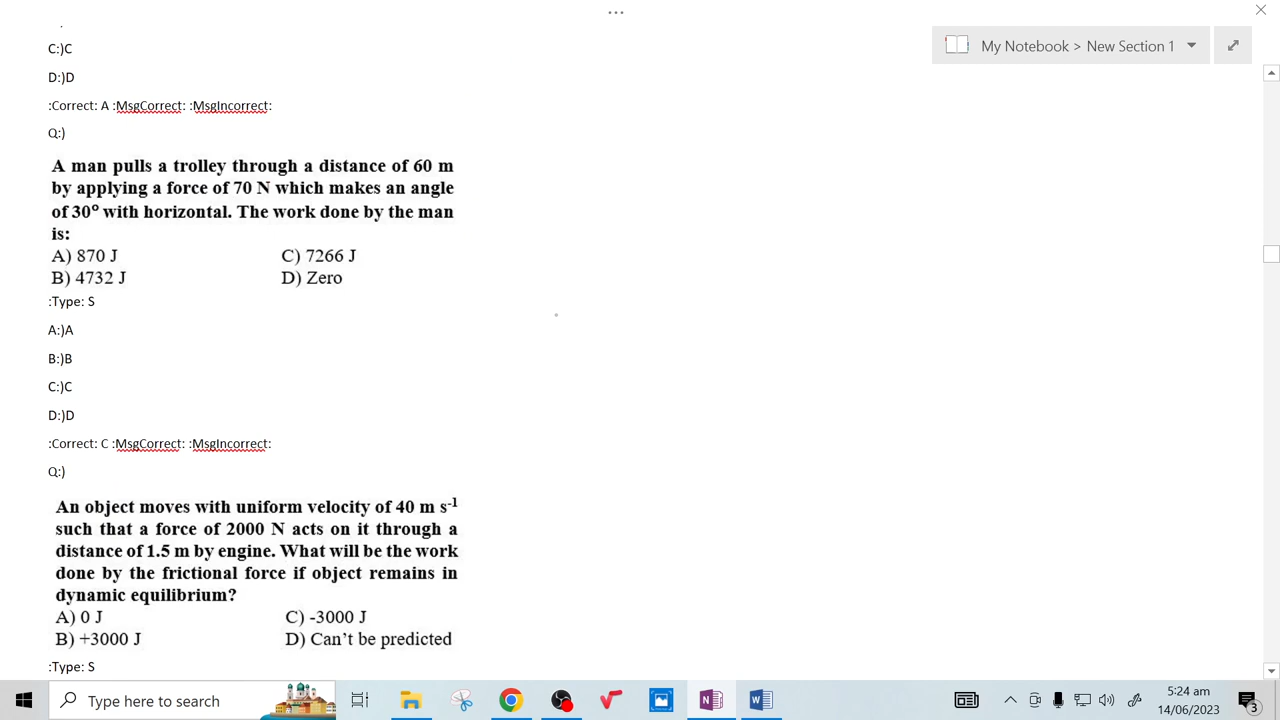 My Notebook > New Section 1
C:)C
D:)D
:Correct: A :MsgCorrect: :MsgIncorrect:
Q:)
A man pulls a trolley through a distance of 60 m
by applying a force of 70 N which makes an angle
of 30° with horizontal. The work done by the man
is:
A) 870 J C) 7266 J
B) 4732 J D) Zero
:Type: S
A:)A
B:)B
C:)C
D:)D
:Correct: C :MsgCorrect: :MsgIncorrect:
Q:)
An object moves with uniform velocity of 40 m s⁻¹
such that a force of 2000 N acts on it through a
distance of 1.5 m by engine. What will be the work
done by the frictional force if object remains in
dynamic equilibrium?
A) 0 J C) -3000 J
B) +3000 J D) Can't be predicted
:Type: S
Type here to search
5:24 am
14/06/2023
3